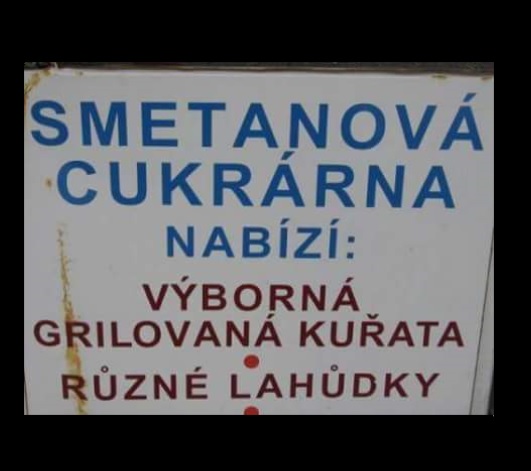 SMETANOVÁ
CUKRÁRNA
NABÍZÍ:
VÝBORNÁ
GRILOVANÁ KUŘATA
•
RŮZNÉ LAHŮDKY
•